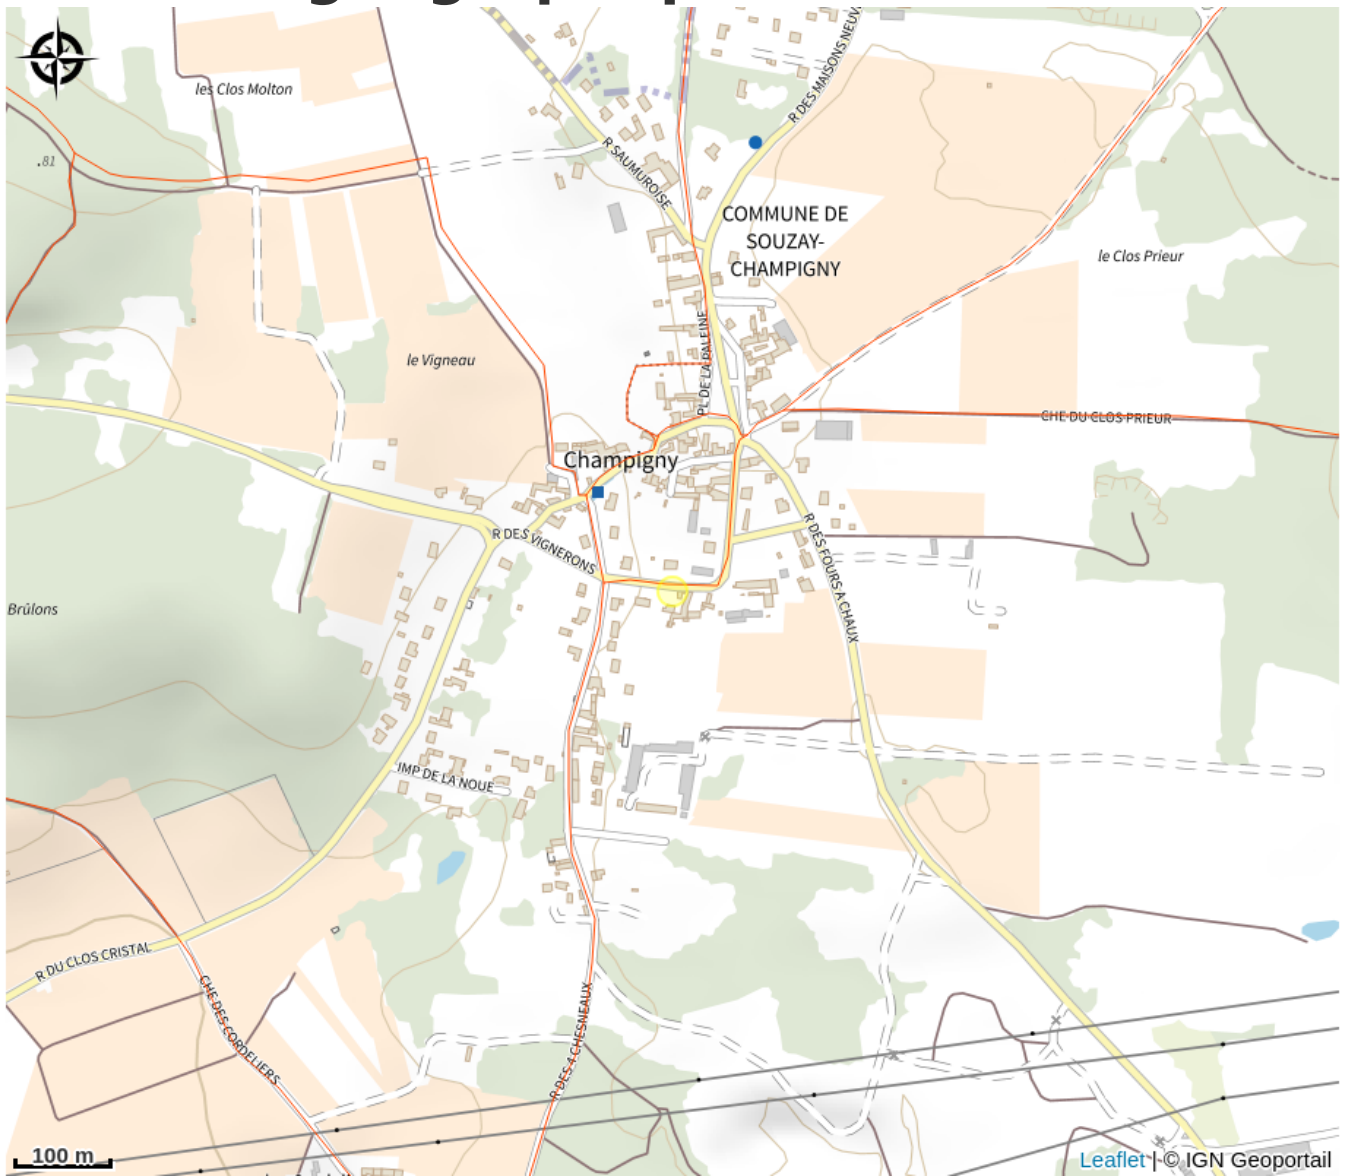 les Clos Molton
R DES MAISONS NEUV
.81
R SAUMUROISE
COMMUNE DE
SOUZAY-
CHAMPIGNY
le Clos Prieur
le Vigneau
PL DE LA PALEINE
CHE DU CLOS PRIEUR
Champigny
R DES VIGNERONS
R DES FOURS A CHAUX
Brûlons
IMP DE LA NOUE
R DU CLOS CRISTAL
CHE DES CORDELIERS
R DES 4 CHESNEAUX
100 m
Leaflet | © IGN Geoportail